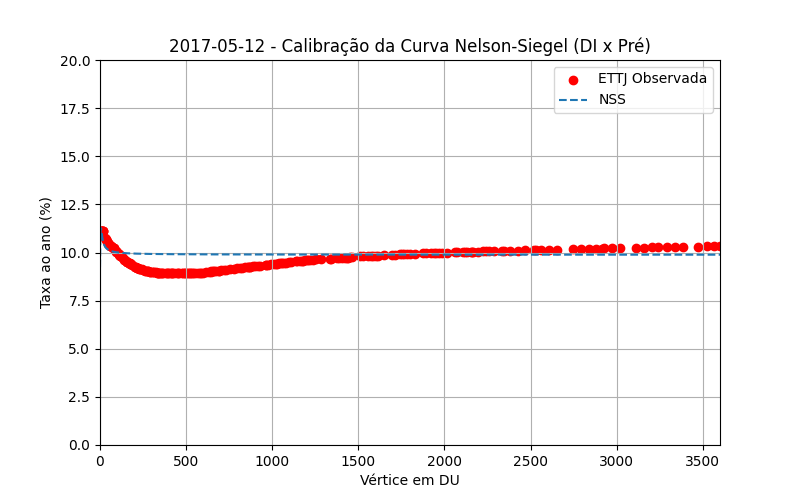 2017-05-12 - Calibração da Curva Nelson-Siegel (DI x Pré)
ETTJ Observada
NSS
20.0
17.5
15.0
12.5
10.0
7.5
5.0
2.5
0.0
Taxa ao ano (%)
0 500 1000 1500 2000 2500 3000 3500
Vértice em DU